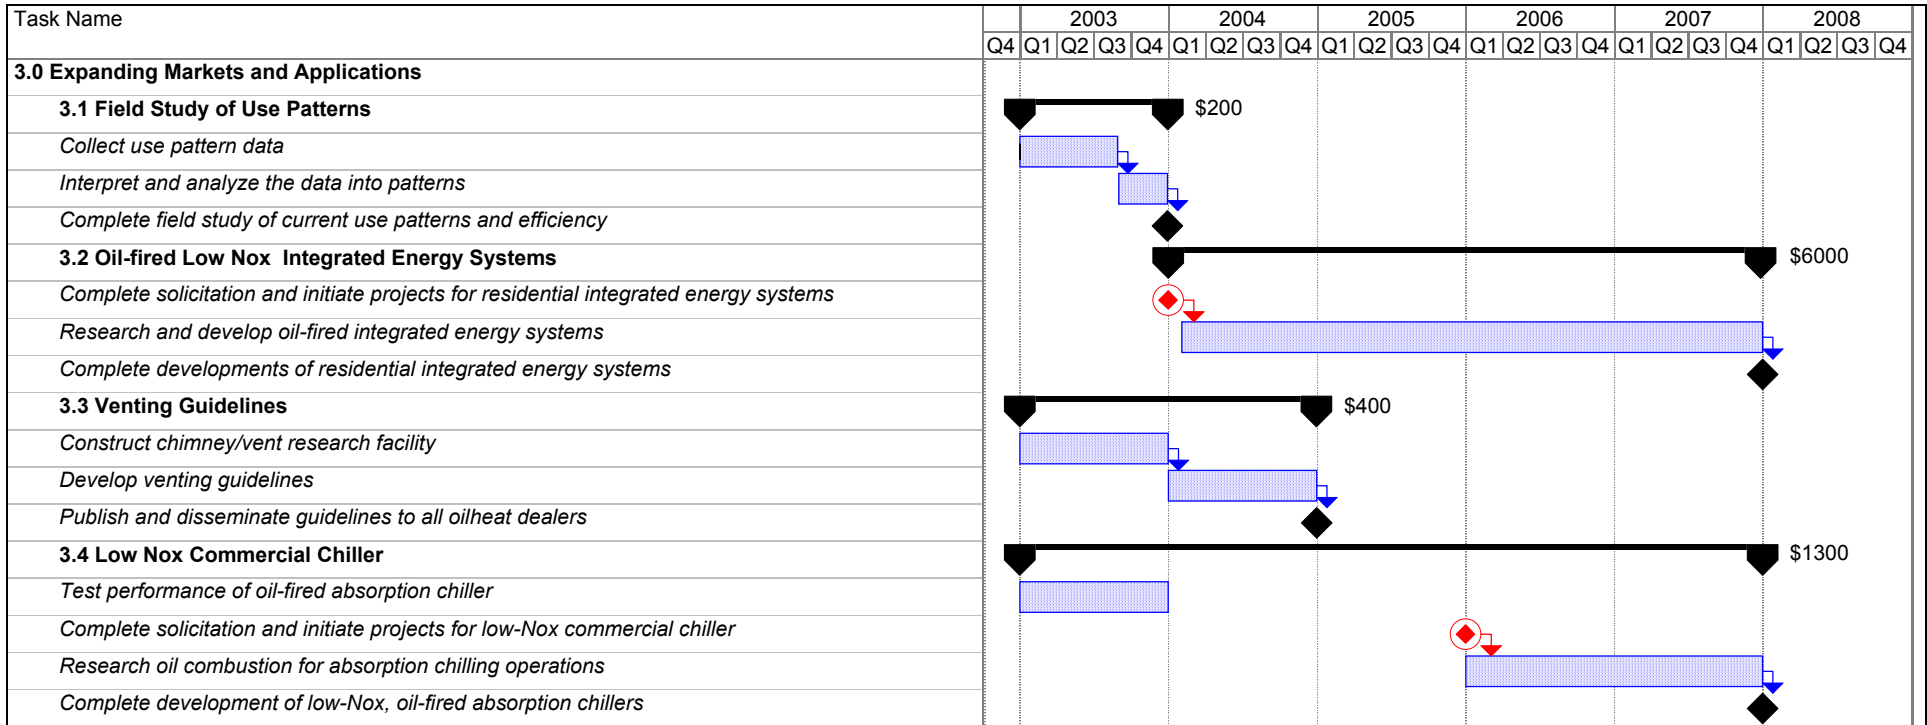 Task Name
2003 2004 2005 2006 2007 2008
Q4 Q1 Q2 Q3 Q4 Q1 Q2 Q3 Q4 Q1 Q2 Q3 Q4 Q1 Q2 Q3 Q4 Q1 Q2 Q3 Q4 Q1 Q2 Q3 Q4
3.0 Expanding Markets and Applications
3.1 Field Study of Use Patterns $200
Collect use pattern data
Interpret and analyze the data into patterns
Complete field study of current use patterns and efficiency
3.2 Oil-fired Low Nox  Integrated Energy Systems $6000
Complete solicitation and initiate projects for residential integrated energy systems
Research and develop oil-fired integrated energy systems
Complete developments of residential integrated energy systems
3.3 Venting Guidelines $400
Construct chimney/vent research facility
Develop venting guidelines
Publish and disseminate guidelines to all oilheat dealers
3.4 Low Nox Commercial Chiller $1300
Test performance of oil-fired absorption chiller
Complete solicitation and initiate projects for low-Nox commercial chiller
Research oil combustion for absorption chilling operations
Complete development of low-Nox, oil-fired absorption chillers